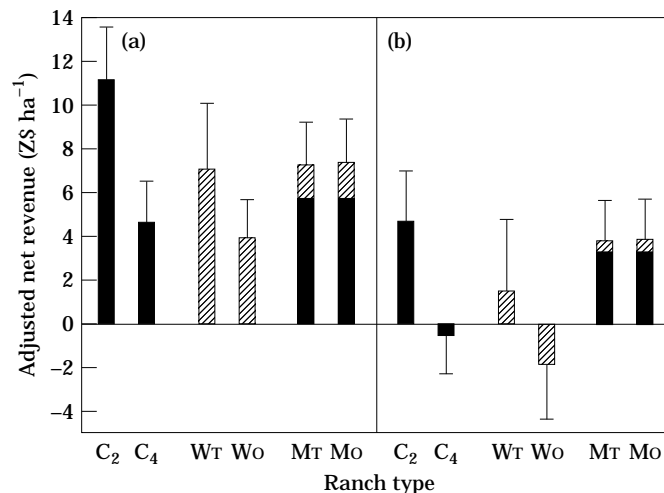 14
(a)
(b)
12
10
8
6
4
2
0
−2
−4
Adjusted net revenue (Z$ ha⁻¹)
C₂ C₄ WT WO MT MO C₂ C₄ WT WO MT MO
Ranch type